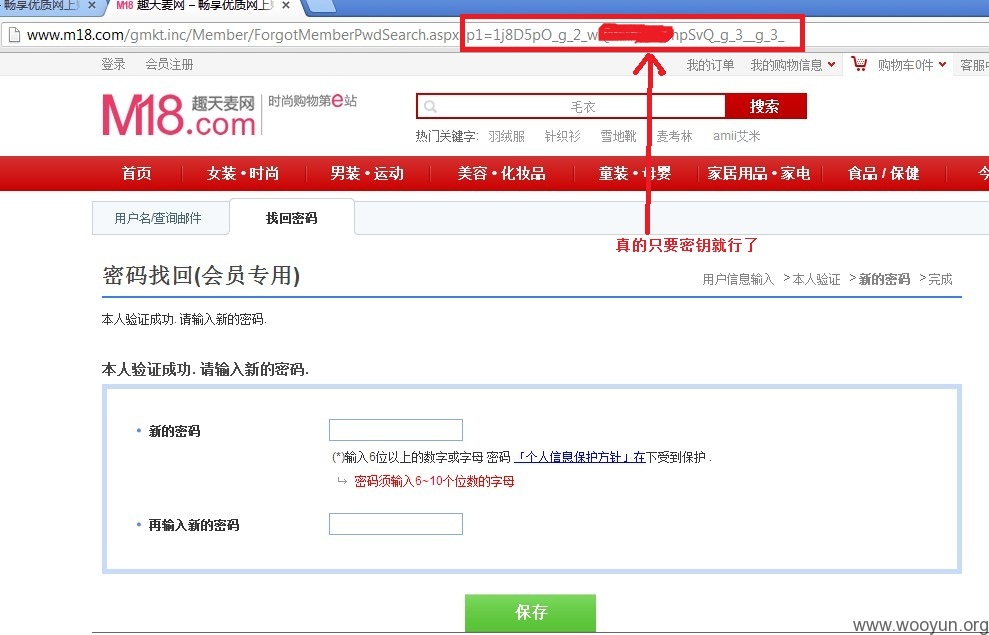 畅享优质网上 × M18 趣天麦网 – 畅享优质网上 ×
www.m18.com/gmkt.inc/Member/ForgotMemberPwdSearch.aspx p1=1j8D5pO_g_2_w npSvQ_g_3__g_3_
登录 会员注册 我的订单 我的购物信息 购物车0件 客服中
M18.com 趣天麦网 时尚购物第e站
毛衣 搜索
热门关键字: 羽绒服 针织衫 雪地靴 麦考林 amii艾米
首页 女装 • 时尚 男装 • 运动 美容 • 化妆品 童装 • 母婴 家居用品 • 家电 食品 / 保健 今
用户名/查询邮件 找回密码
真的只要密钥就行了
密码找回(会员专用)
用户信息输入 > 本人验证 > 新的密码 > 完成
本人验证成功. 请输入新的密码.
本人验证成功. 请输入新的密码.
• 新的密码
(*)输入6位以上的数字或字母 密码 「个人信息保护方针」在下受到保护 .
密码须输入6~10个位数的字母
• 再输入新的密码
保存
www.wooyun.org